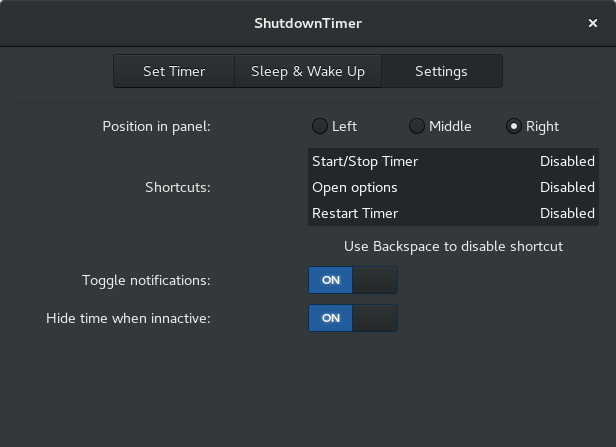 ShutdownTimer
Set Timer Sleep & Wake Up Settings
Position in panel: Left Middle Right
Start/Stop Timer Disabled
Shortcuts: Open options Disabled
Restart Timer Disabled
Use Backspace to disable shortcut
Toggle notifications: ON
Hide time when innactive: ON